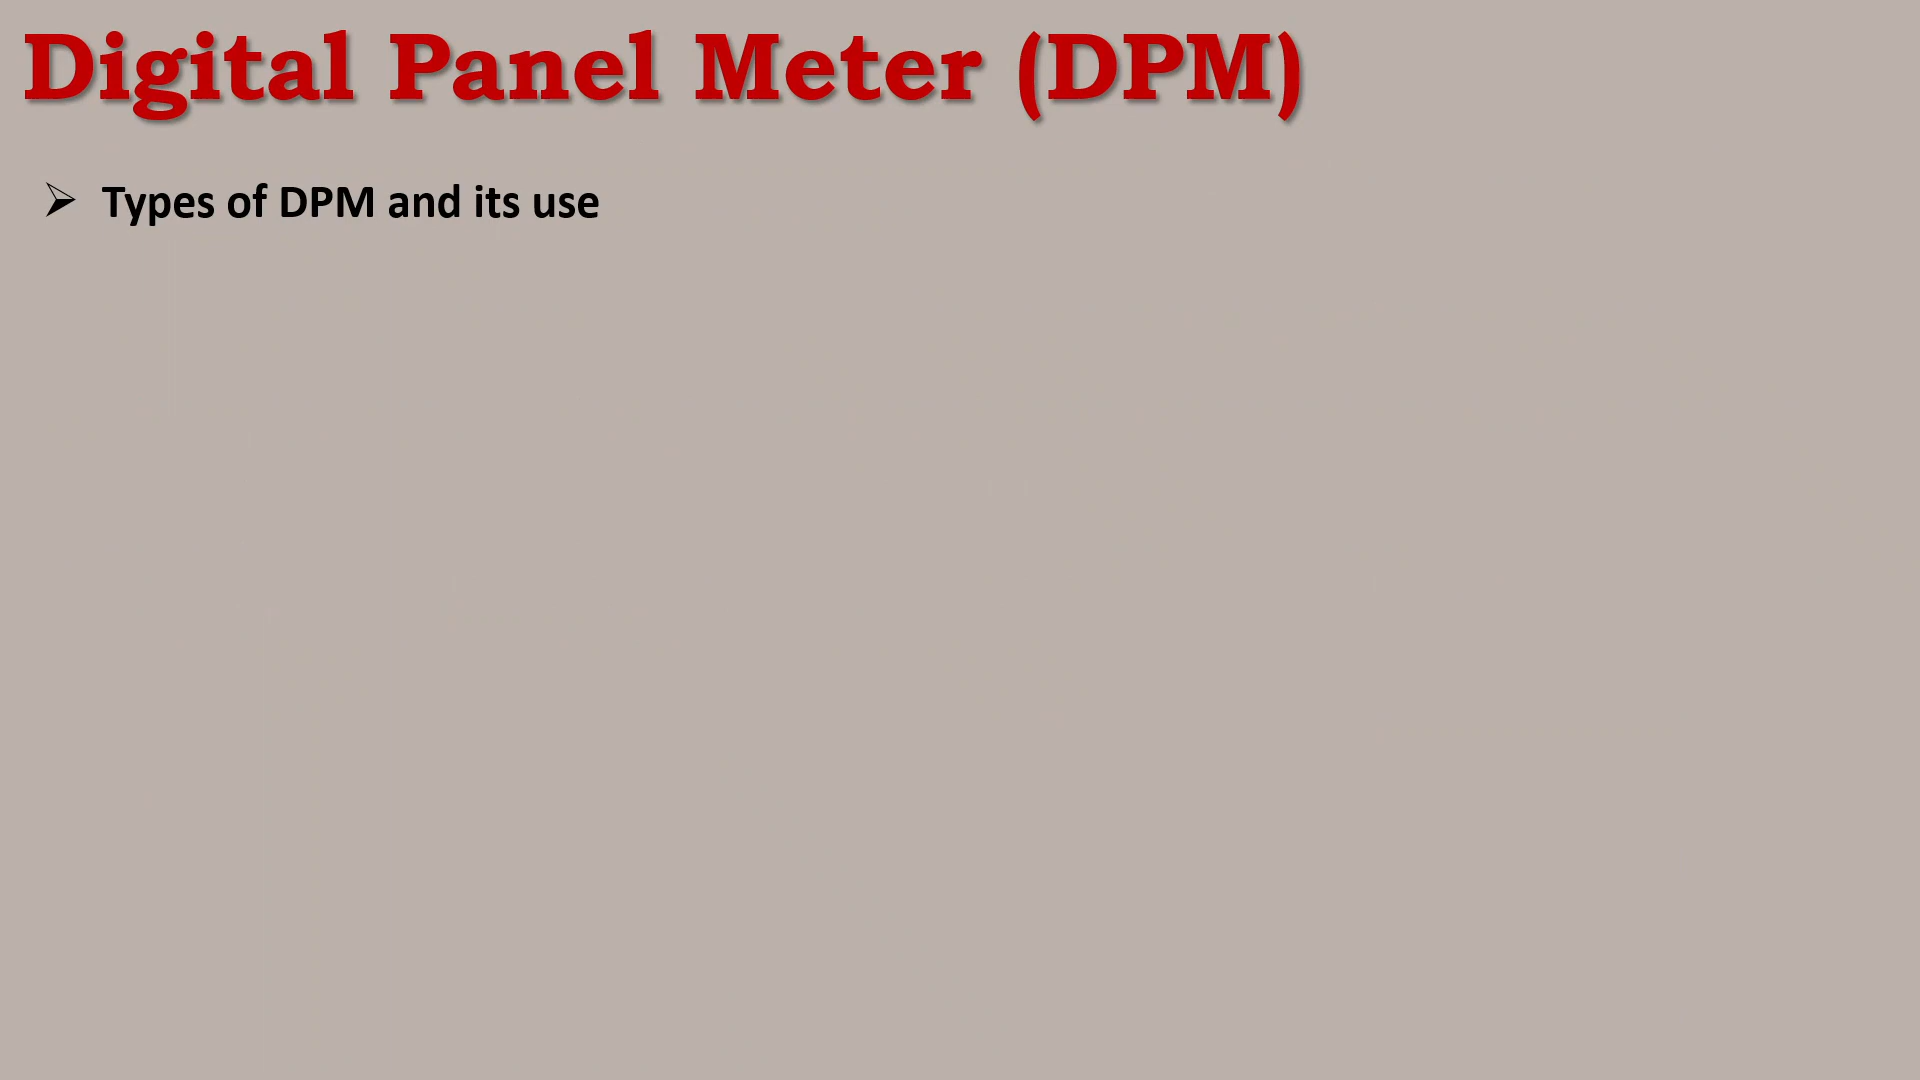 Digital Panel Meter (DPM)
Types of DPM and its use